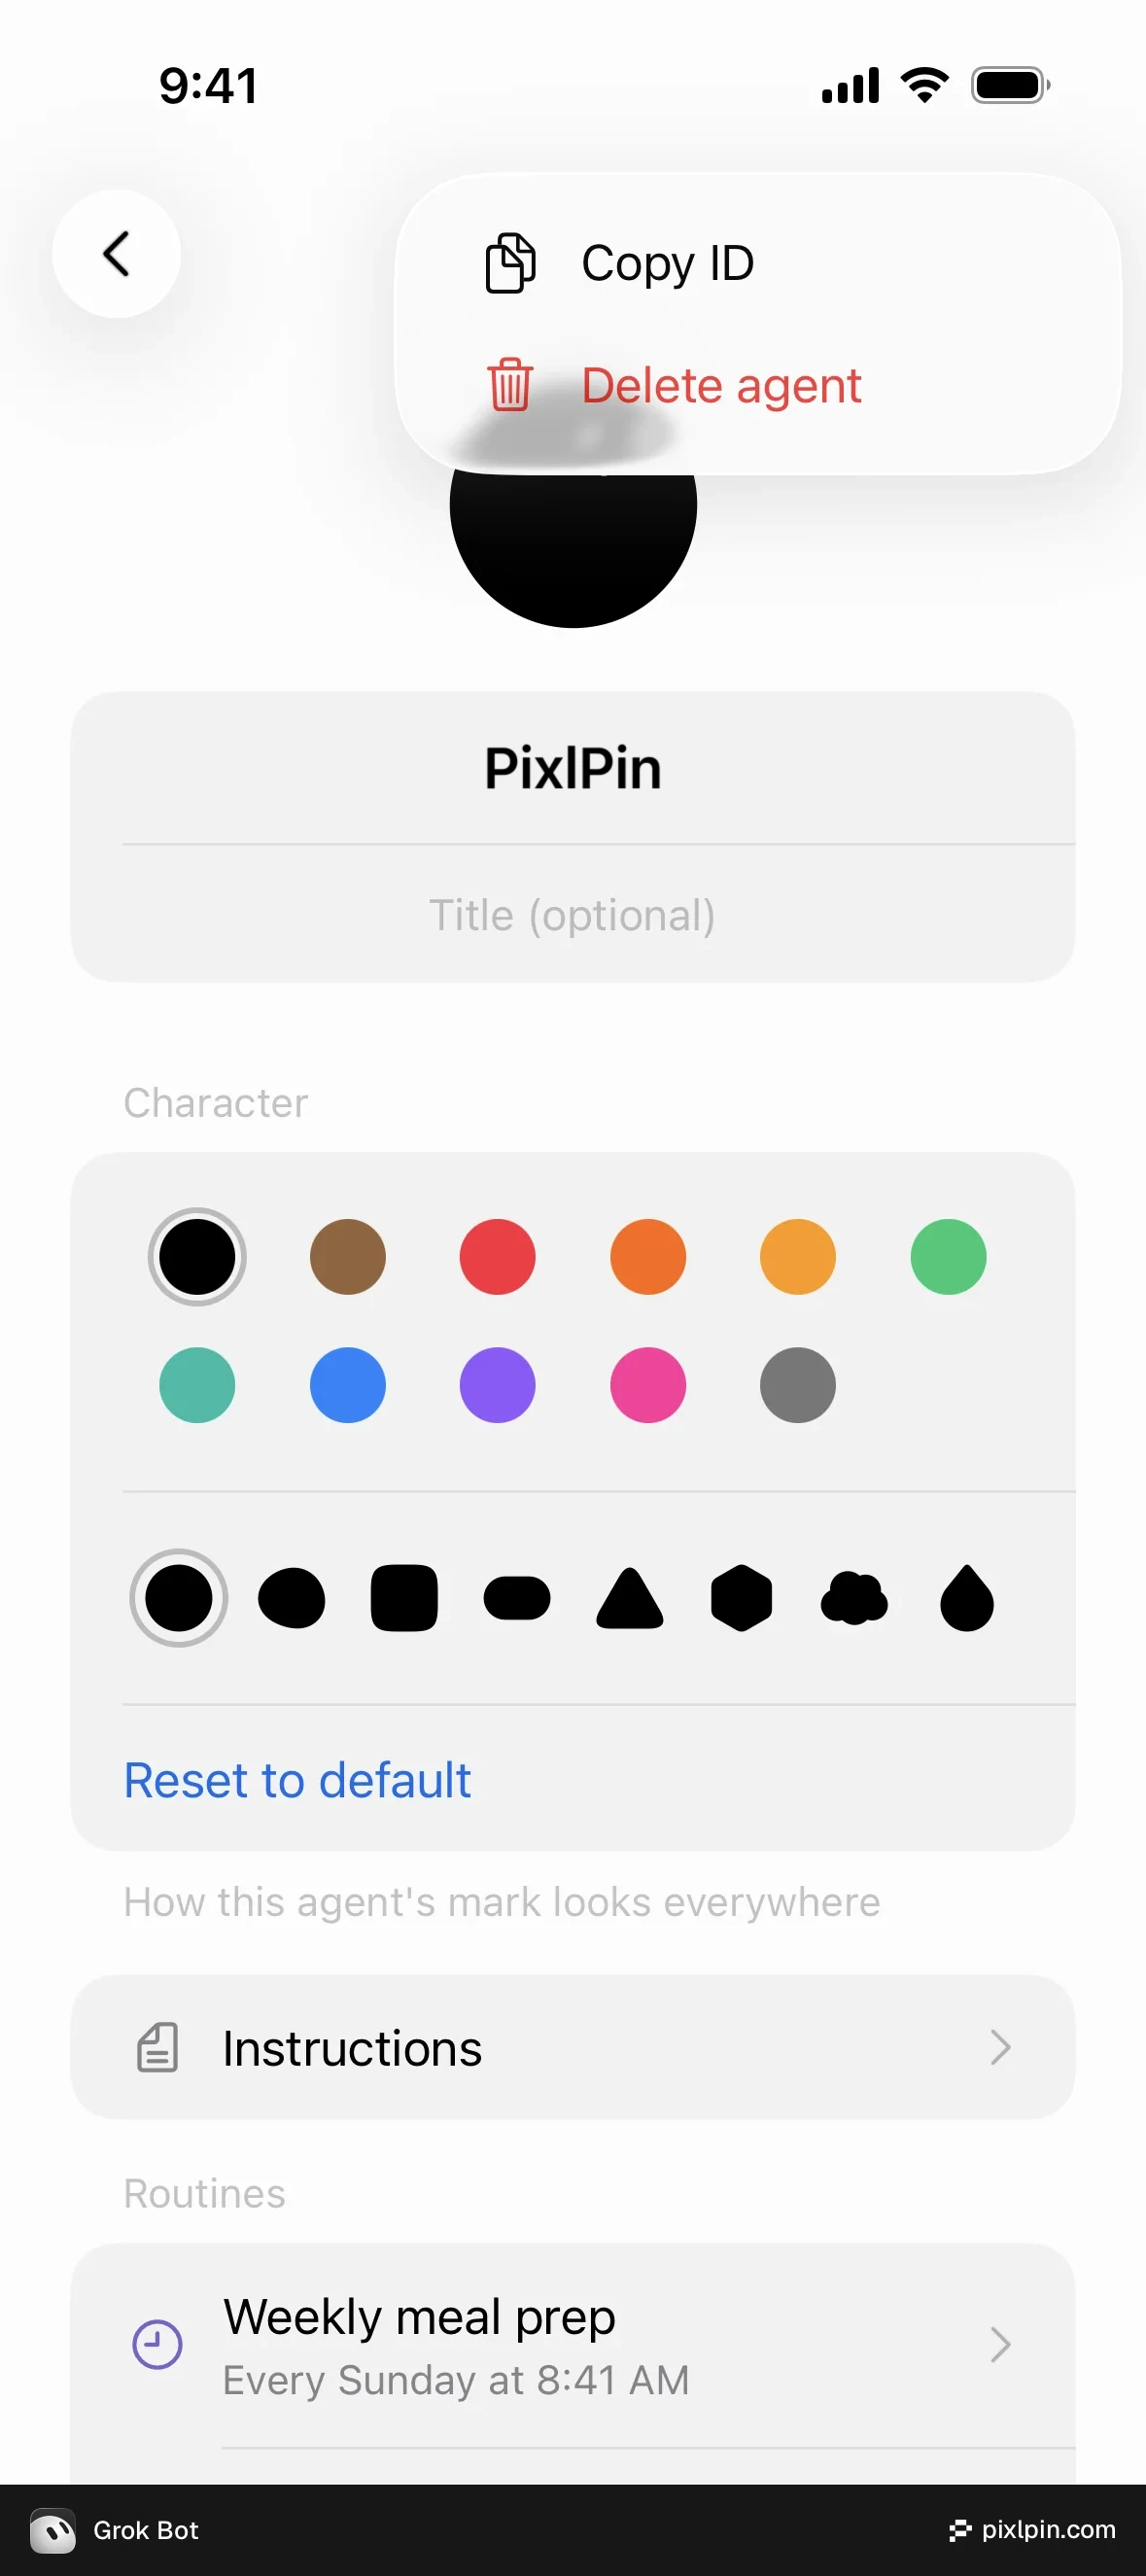 9:41
Copy ID
Delete agent
PixlPin
Title (optional)
Character
Reset to default
How this agent's mark looks everywhere
Instructions
Routines
Weekly meal prep
Every Sunday at 8:41 AM
Grok Bot
pixlpin.com